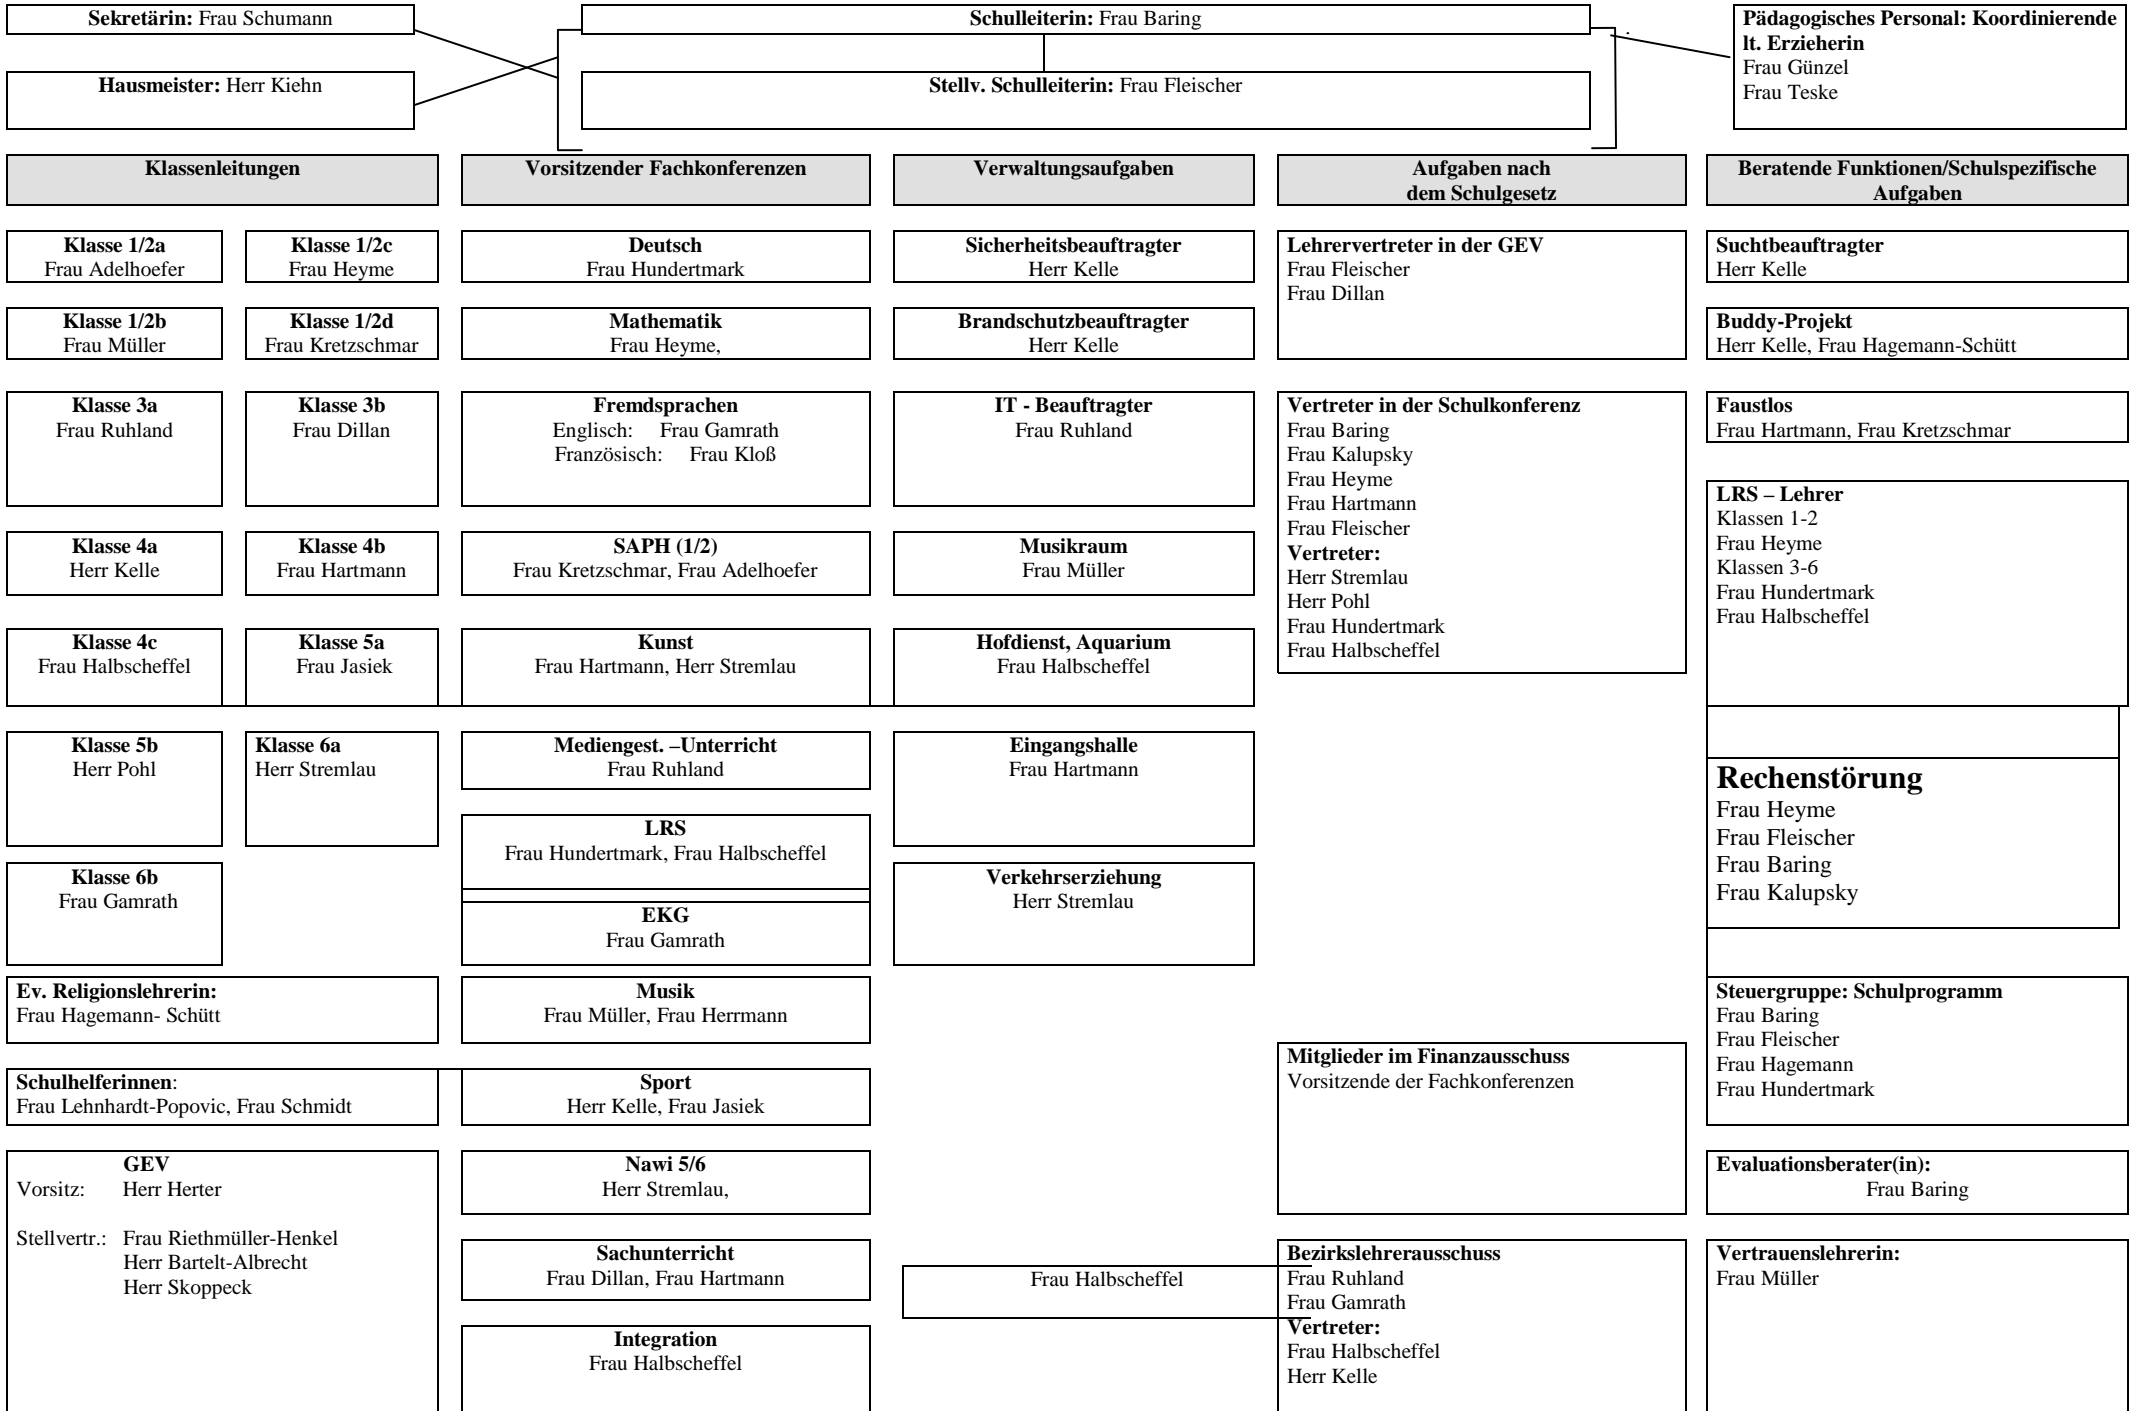 Sekretärin: Frau Schumann
Schulleiterin: Frau Baring
Pädagogisches Personal: Koordinierende
lt. Erzieherin
Frau Günzel
Frau Teske
Hausmeister: Herr Kiehn
Stellv. Schulleiterin: Frau Fleischer
Klassenleitungen
Klasse 1/2a
Frau Adelhoefer
Klasse 1/2c
Frau Heyme
Klasse 1/2b
Frau Müller
Klasse 1/2d
Frau Kretzschmar
Klasse 3a
Frau Ruhland
Klasse 3b
Frau Dillan
Klasse 4a
Herr Kelle
Klasse 4b
Frau Hartmann
Klasse 4c
Frau Halbscheffel
Klasse 5a
Frau Jasiek
Klasse 5b
Herr Pohl
Klasse 6a
Herr Stremlau
Klasse 6b
Frau Gamrath
Ev. Religionslehrerin:
Frau Hagemann- Schütt
Schulhelferinnen:
Frau Lehnhardt-Popovic, Frau Schmidt
GEV
Vorsitz: Herr Herter
Stellvertr.: Frau Riethmüller-Henkel
Herr Bartelt-Albrecht
Herr Skoppeck
Vorsitzender Fachkonferenzen
Deutsch
Frau Hundertmark
Mathematik
Frau Heyme,
Fremdsprachen
Englisch: Frau Gamrath
Französisch: Frau Kloß
SAPH (1/2)
Frau Kretzschmar, Frau Adelhoefer
Kunst
Frau Hartmann, Herr Stremlau
Mediengest. –Unterricht
Frau Ruhland
LRS
Frau Hundertmark, Frau Halbscheffel
EKG
Frau Gamrath
Musik
Frau Müller, Frau Herrmann
Sport
Herr Kelle, Frau Jasiek
Nawi 5/6
Herr Stremlau,
Sachunterricht
Frau Dillan, Frau Hartmann
Integration
Frau Halbscheffel
Verwaltungsaufgaben
Sicherheitsbeauftragter
Herr Kelle
Brandschutzbeauftragter
Herr Kelle
IT - Beauftragter
Frau Ruhland
Musikraum
Frau Müller
Hofdienst, Aquarium
Frau Halbscheffel
Eingangshalle
Frau Hartmann
Verkehrserziehung
Herr Stremlau
Frau Halbscheffel
Aufgaben nach
dem Schulgesetz
Lehrervertreter in der GEV
Frau Fleischer
Frau Dillan
Vertreter in der Schulkonferenz
Frau Baring
Frau Kalupsky
Frau Heyme
Frau Hartmann
Frau Fleischer
Vertreter:
Herr Stremlau
Herr Pohl
Frau Hundertmark
Frau Halbscheffel
Mitglieder im Finanzausschuss
Vorsitzende der Fachkonferenzen
Bezirkslehrerausschuss
Frau Ruhland
Frau Gamrath
Vertreter:
Frau Halbscheffel
Herr Kelle
Beratende Funktionen/Schulspezifische
Aufgaben
Suchtbeauftragter
Herr Kelle
Buddy-Projekt
Herr Kelle, Frau Hagemann-Schütt
Faustlos
Frau Hartmann, Frau Kretzschmar
LRS – Lehrer
Klassen 1-2
Frau Heyme
Klassen 3-6
Frau Hundertmark
Frau Halbscheffel
Rechenstörung
Frau Heyme
Frau Fleischer
Frau Baring
Frau Kalupsky
Steuergruppe: Schulprogramm
Frau Baring
Frau Fleischer
Frau Hagemann
Frau Hundertmark
Evaluationsberater(in):
Frau Baring
Vertrauenslehrerin:
Frau Müller